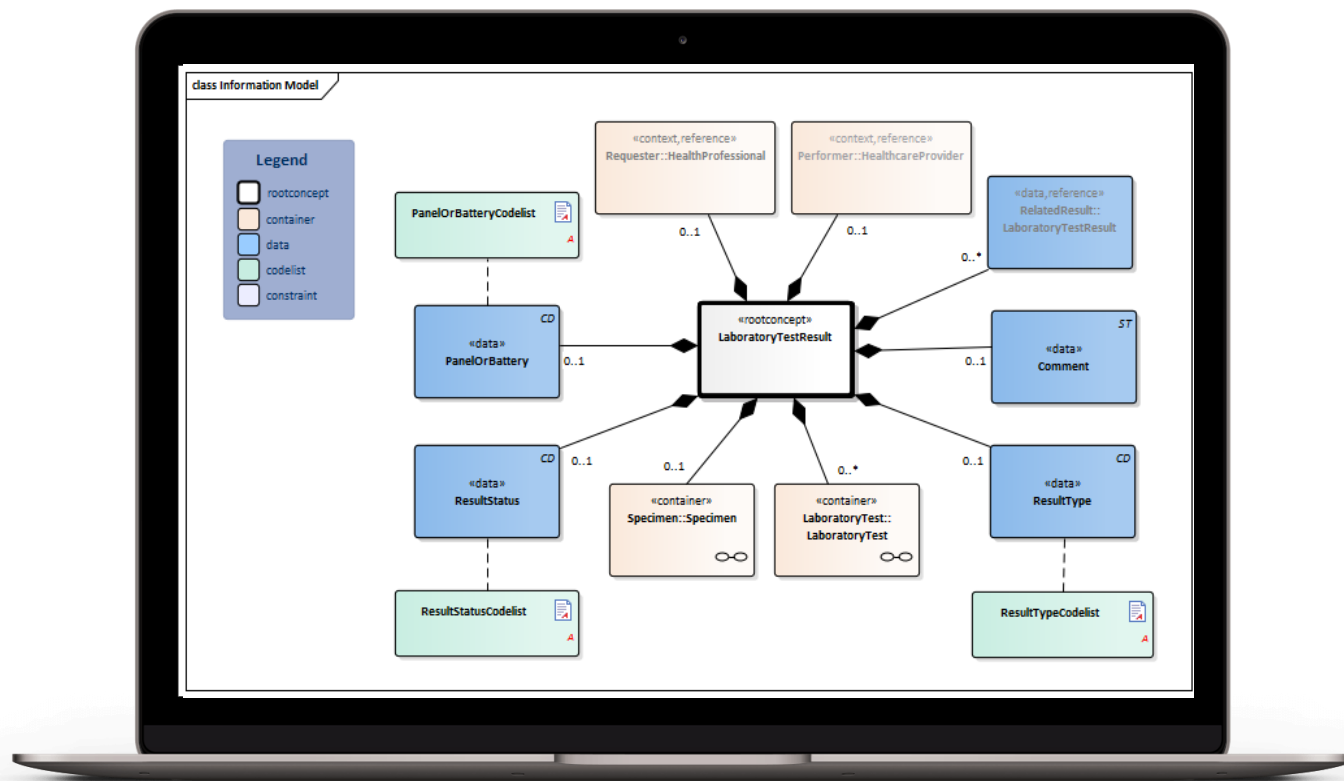 class Information Model
Legend
rootconcept
container
data
codelist
constraint
«context,reference»
Requester::HealthProfessional
0..1
«context,reference»
Performer::HealthcareProvider
0..1
«data,reference»
RelatedResult::
LaboratoryTestResult
0..*
PanelOrBatteryCodelist
A
CD
«data»
PanelOrBattery
0..1
«rootconcept»
LaboratoryTestResult
ST
«data»
Comment
0..1
CD
«data»
ResultStatus
0..1
«container»
Specimen::Specimen
0..1
«container»
LaboratoryTest::
LaboratoryTest
0..*
CD
«data»
ResultType
0..1
ResultStatusCodelist
A
ResultTypeCodelist
A